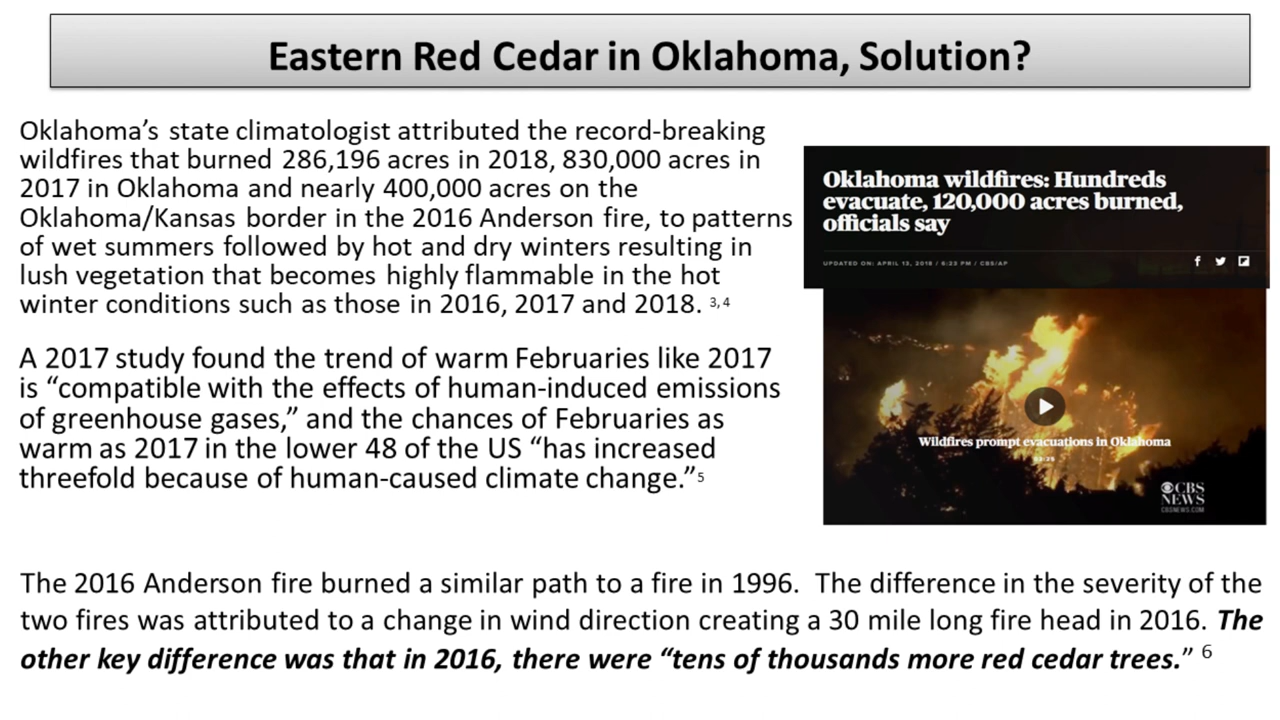 Eastern Red Cedar in Oklahoma, Solution?
Oklahoma's state climatologist attributed the record-breaking
wildfires that burned 286,196 acres in 2018, 830,000 acres in
2017 in Oklahoma and nearly 400,000 acres on the
Oklahoma/Kansas border in the 2016 Anderson fire, to patterns
of wet summers followed by hot and dry winters resulting in
lush vegetation that becomes highly flammable in the hot
winter conditions such as those in 2016, 2017 and 2018. 3,4
A 2017 study found the trend of warm Februaries like 2017
is “compatible with the effects of human-induced emissions
of greenhouse gases,” and the chances of Februaries as
warm as 2017 in the lower 48 of the US “has increased
threefold because of human-caused climate change.”5
Oklahoma wildfires: Hundreds
evacuate, 120,000 acres burned,
officials say
UPDATED ON: APRIL 13, 2018 / 6:23 PM / CBS/AP
Wildfires prompt evacuations in Oklahoma
CBS
NEWS
CBSNEWS.COM
The 2016 Anderson fire burned a similar path to a fire in 1996. The difference in the severity of the
two fires was attributed to a change in wind direction creating a 30 mile long fire head in 2016. The
other key difference was that in 2016, there were “tens of thousands more red cedar trees.” 6